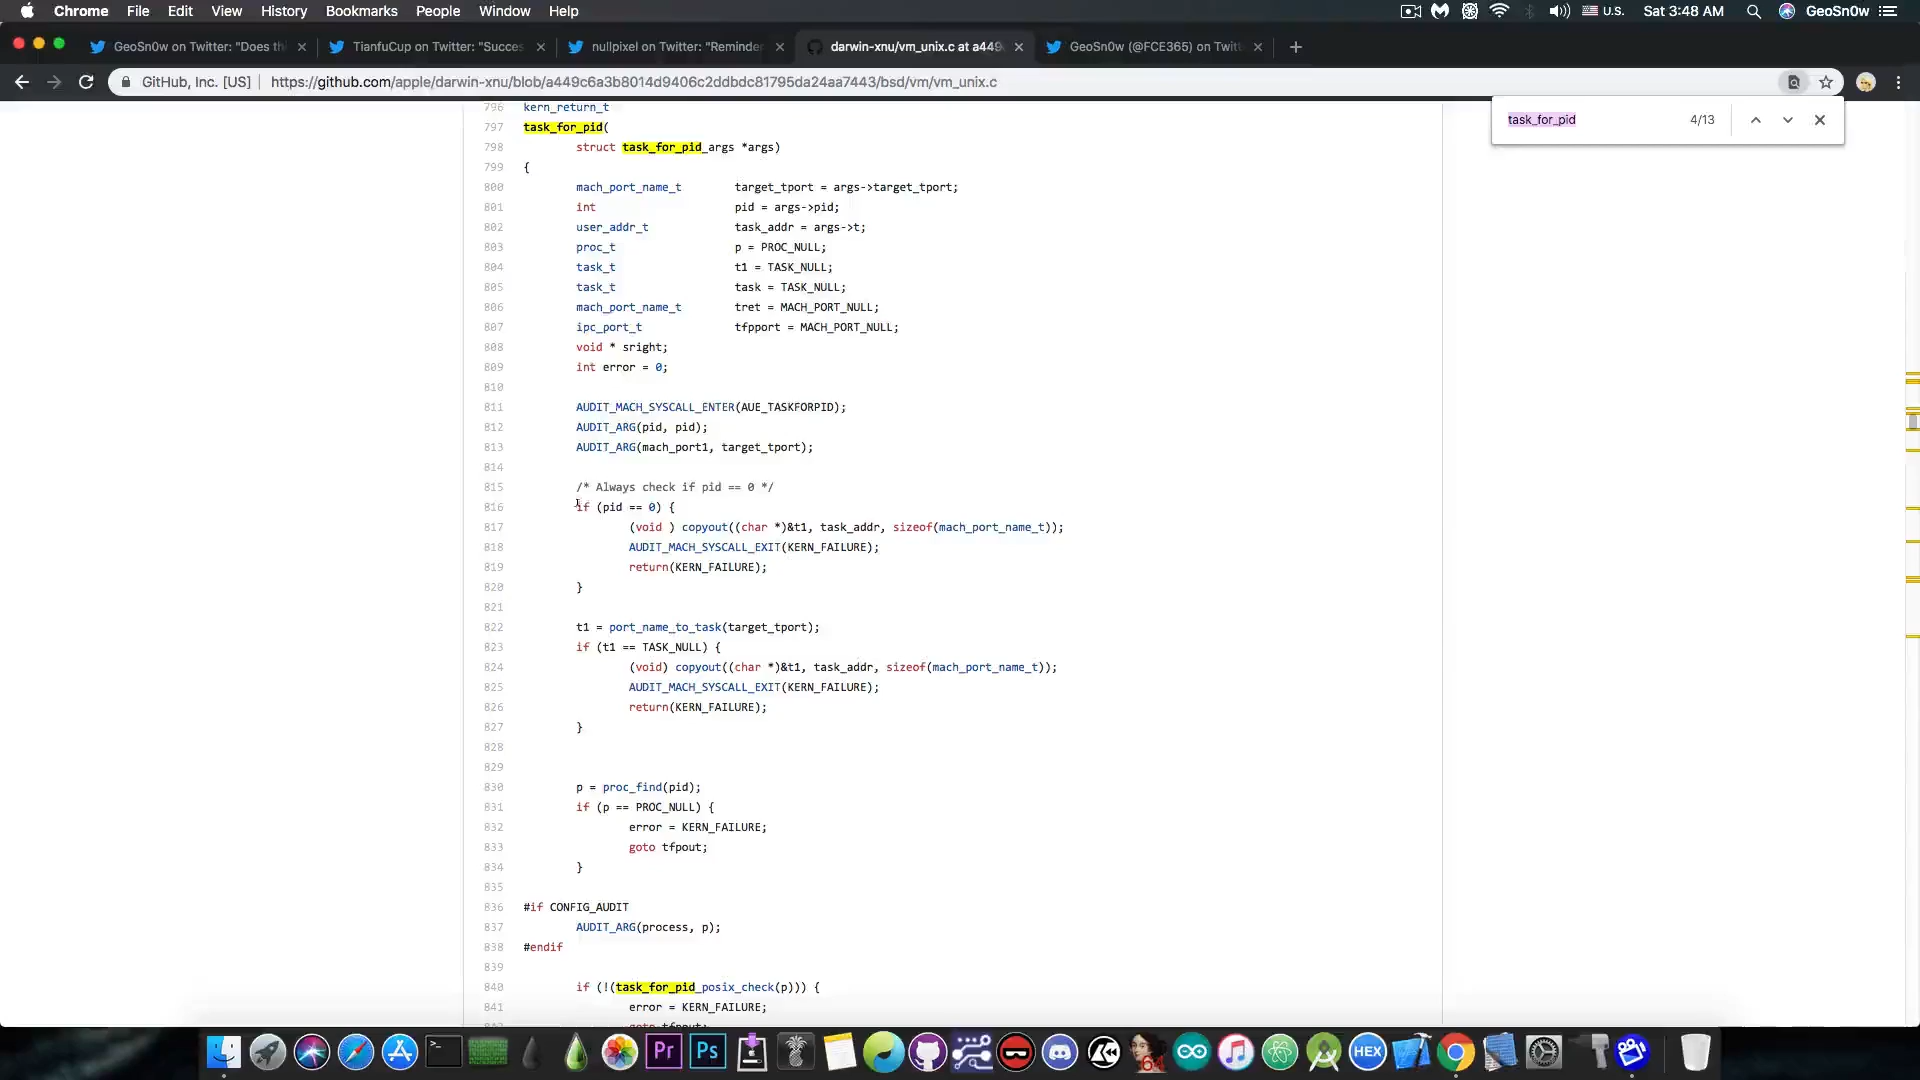 Chrome File Edit View History Bookmarks People Window Help U.S. Sat 3:48 AM GeoSn0w
GeoSn0w on Twitter: "Does th
TianfuCup on Twitter: "Succes
nullpixel on Twitter: "Reminder
darwin-xnu/vm_unix.c at a449c
GeoSn0w (@FCE365) on Twitt
GitHub, Inc. [US] https://github.com/apple/darwin-xnu/blob/a449c6a3b8014d9406c2ddbdc81795da24aa7443/bsd/vm/vm_unix.c
task_for_pid 4/13
796 kern_return_t
797 task_for_pid(
798 struct task_for_pid_args *args)
799 {
800 mach_port_name_t target_tport = args->target_tport;
801 int pid = args->pid;
802 user_addr_t task_addr = args->t;
803 proc_t p = PROC_NULL;
804 task_t t1 = TASK_NULL;
805 task_t task = TASK_NULL;
806 mach_port_name_t tret = MACH_PORT_NULL;
807 ipc_port_t tfpport = MACH_PORT_NULL;
808 void * sright;
809 int error = 0;
810
811 AUDIT_MACH_SYSCALL_ENTER(AUE_TASKFORPID);
812 AUDIT_ARG(pid, pid);
813 AUDIT_ARG(mach_port1, target_tport);
814
815 /* Always check if pid == 0 */
816 if (pid == 0) {
817 (void ) copyout((char *)&t1, task_addr, sizeof(mach_port_name_t));
818 AUDIT_MACH_SYSCALL_EXIT(KERN_FAILURE);
819 return(KERN_FAILURE);
820 }
821
822 t1 = port_name_to_task(target_tport);
823 if (t1 == TASK_NULL) {
824 (void) copyout((char *)&t1, task_addr, sizeof(mach_port_name_t));
825 AUDIT_MACH_SYSCALL_EXIT(KERN_FAILURE);
826 return(KERN_FAILURE);
827 }
828
829
830 p = proc_find(pid);
831 if (p == PROC_NULL) {
832 error = KERN_FAILURE;
833 goto tfpout;
834 }
835
836 #if CONFIG_AUDIT
837 AUDIT_ARG(process, p);
838 #endif
839
840 if (!(task_for_pid_posix_check(p))) {
841 error = KERN_FAILURE;
Pr Ps 64 HEX